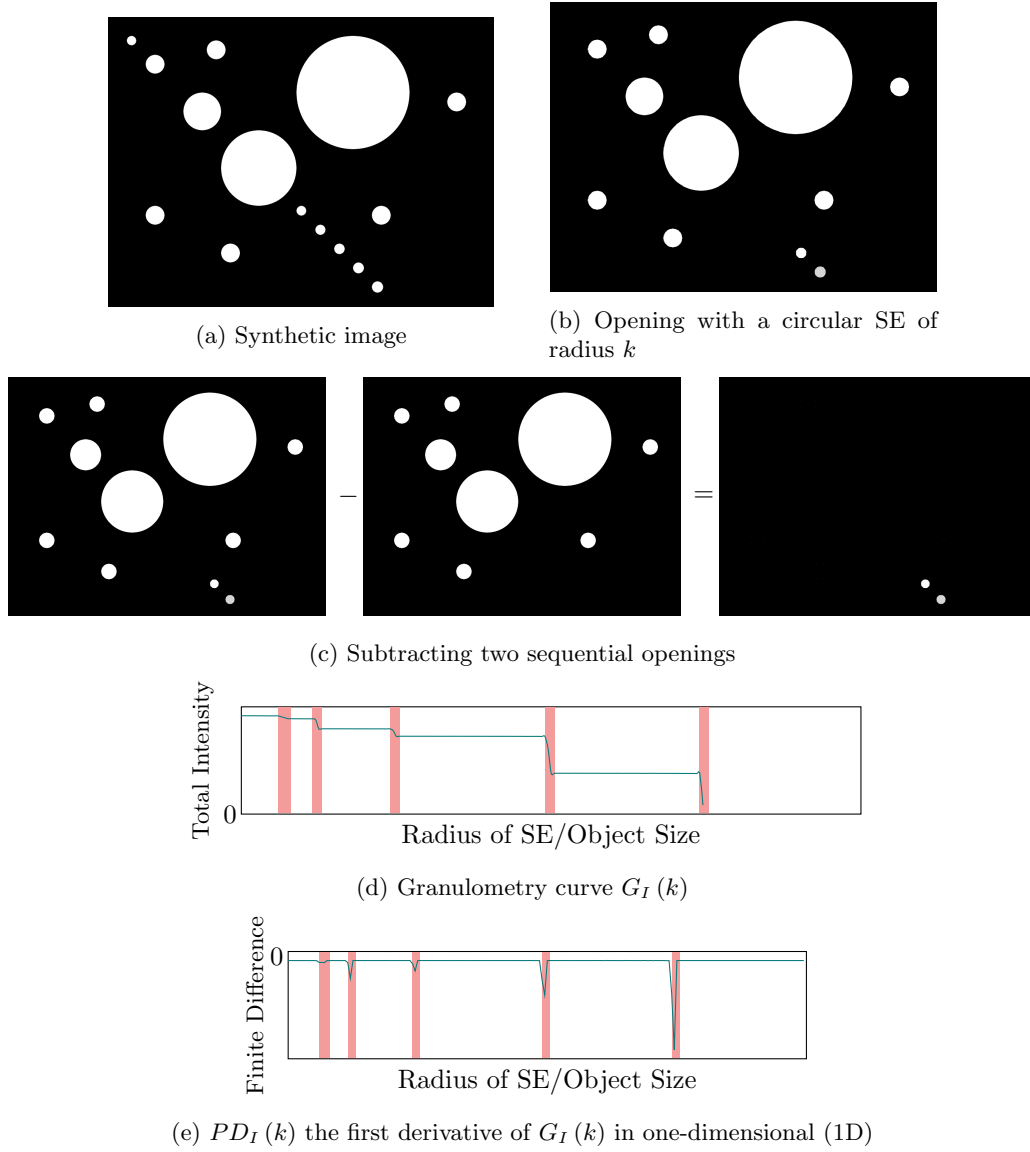 (a) Synthetic image
(b) Opening with a circular SE of
radius k
−
=
(c) Subtracting two sequential openings
Total Intensity
0
Radius of SE/Object Size
(d) Granulometry curve G_I (k)
0
Finite Difference
Radius of SE/Object Size
(e) PD_I (k) the first derivative of G_I (k) in one-dimensional (1D)